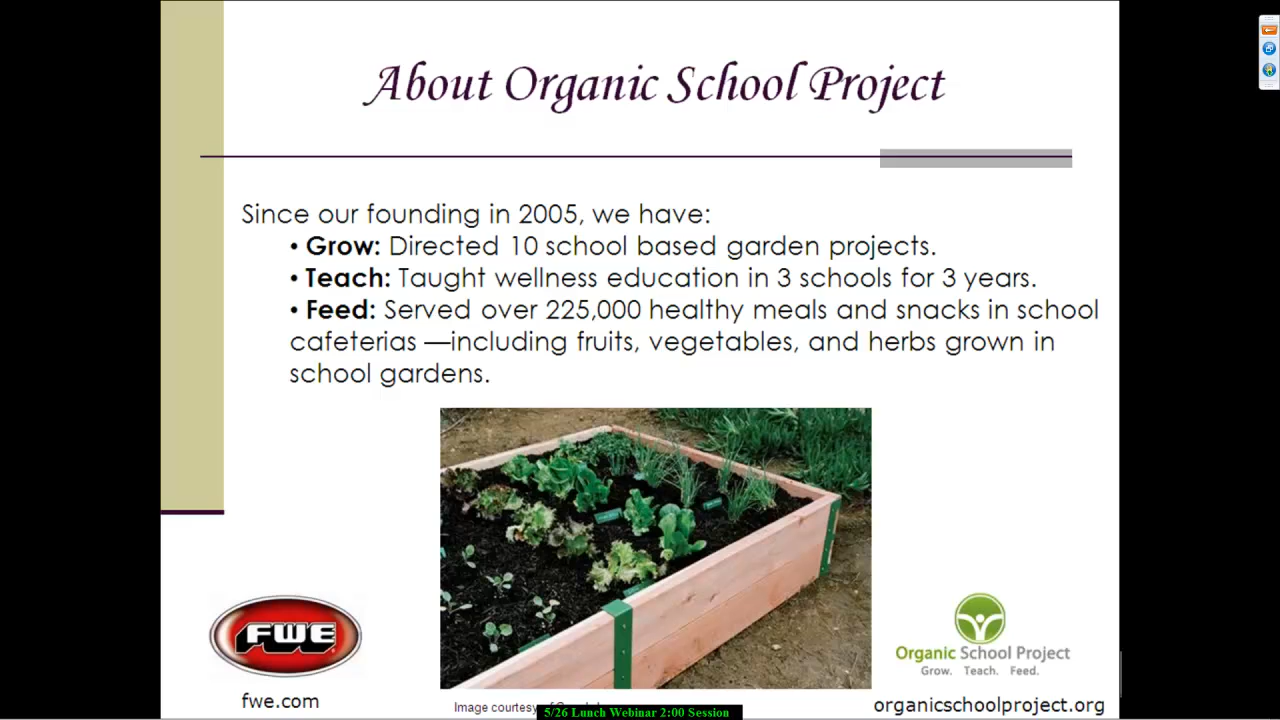 About Organic School Project
Since our founding in 2005, we have:
• Grow: Directed 10 school based garden projects.
• Teach: Taught wellness education in 3 schools for 3 years.
• Feed: Served over 225,000 healthy meals and snacks in school
cafeterias —including fruits, vegetables, and herbs grown in
school gardens.
FWE
fwe.com
Image courtesy
5/26 Lunch Webinar 2:00 Session
Organic School Project
Grow. Teach. Feed.
organicschoolproject.org